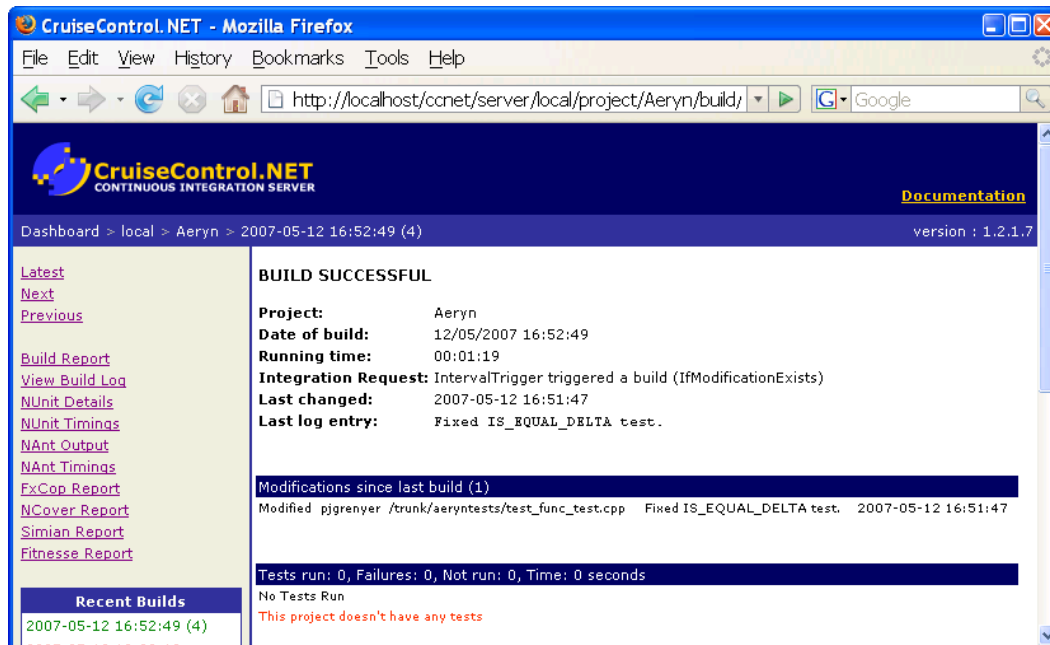 CruiseControl.NET - Mozilla Firefox
File Edit View History Bookmarks Tools Help
http://localhost/ccnet/server/local/project/Aeryn/build/ G Google
CruiseControl.NET
CONTINUOUS INTEGRATION SERVER
Documentation
Dashboard > local > Aeryn > 2007-05-12 16:52:49 (4) version : 1.2.1.7
Latest
Next
Previous
Build Report
View Build Log
NUnit Details
NUnit Timings
NAnt Output
NAnt Timings
FxCop Report
NCover Report
Simian Report
Fitnesse Report
Recent Builds
2007-05-12 16:52:49 (4)
BUILD SUCCESSFUL
Project: Aeryn
Date of build: 12/05/2007 16:52:49
Running time: 00:01:19
Integration Request: IntervalTrigger triggered a build (IfModificationExists)
Last changed: 2007-05-12 16:51:47
Last log entry: Fixed IS_EQUAL_DELTA test.
Modifications since last build (1)
Modified pjgrenyer /trunk/aeryntests/test_func_test.cpp Fixed IS_EQUAL_DELTA test. 2007-05-12 16:51:47
Tests run: 0, Failures: 0, Not run: 0, Time: 0 seconds
No Tests Run
This project doesn't have any tests